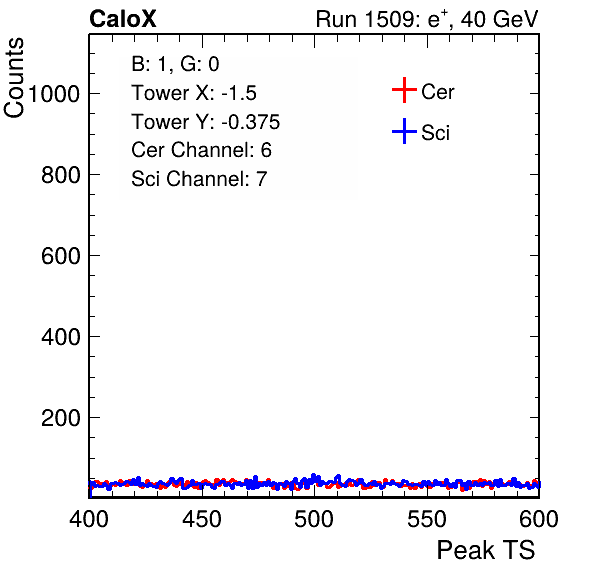 CaloX
Run 1509: e⁺, 40 GeV
Counts
B: 1, G: 0
Tower X: -1.5
Tower Y: -0.375
Cer Channel: 6
Sci Channel: 7
Cer
Sci
1000
800
600
400
200
400 450 500 550 600
Peak TS